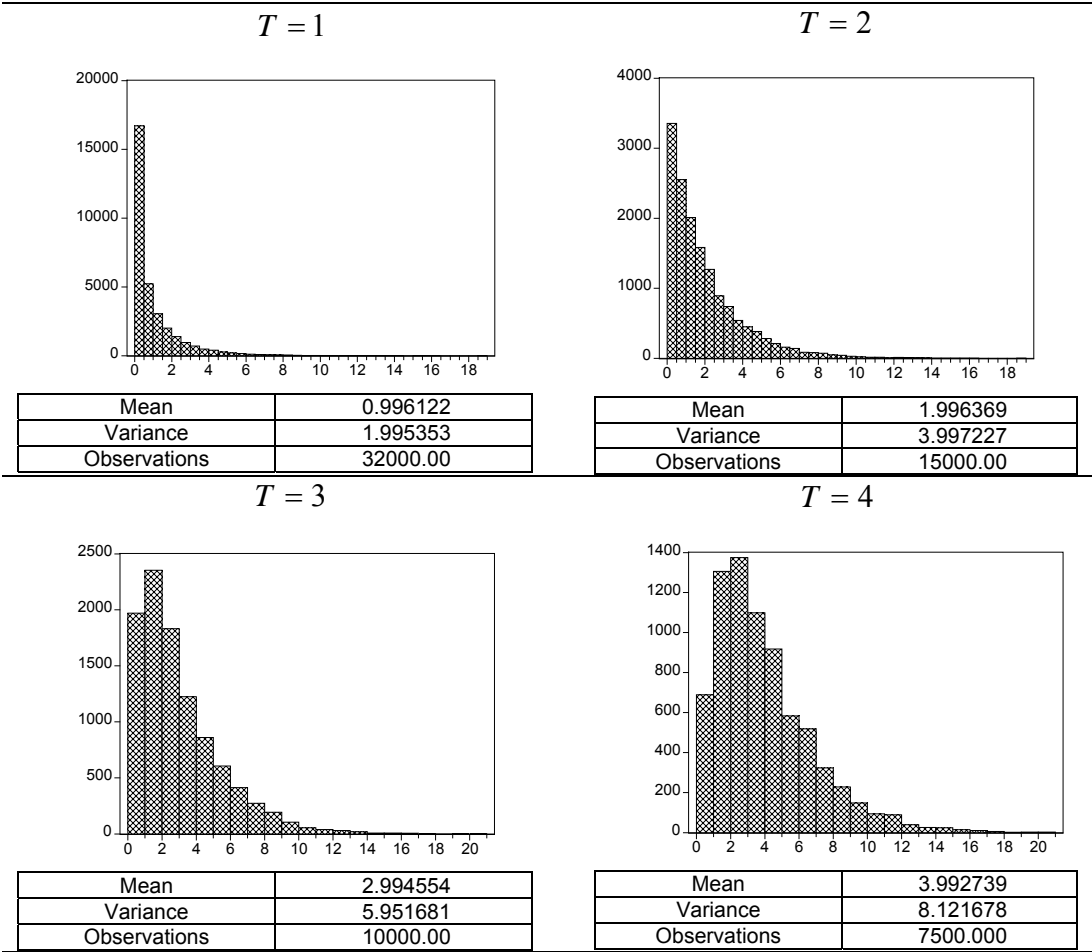 T = 1
20000
15000
10000
5000
0
0 2 4 6 8 10 12 14 16 18
Mean 0.996122
Variance 1.995353
Observations 32000.00
T = 2
4000
3000
2000
1000
0
0 2 4 6 8 10 12 14 16 18
Mean 1.996369
Variance 3.997227
Observations 15000.00
T = 3
2500
2000
1500
1000
500
0
0 2 4 6 8 10 12 14 16 18 20
Mean 2.994554
Variance 5.951681
Observations 10000.00
T = 4
1400
1200
1000
800
600
400
200
0
0 2 4 6 8 10 12 14 16 18 20
Mean 3.992739
Variance 8.121678
Observations 7500.000